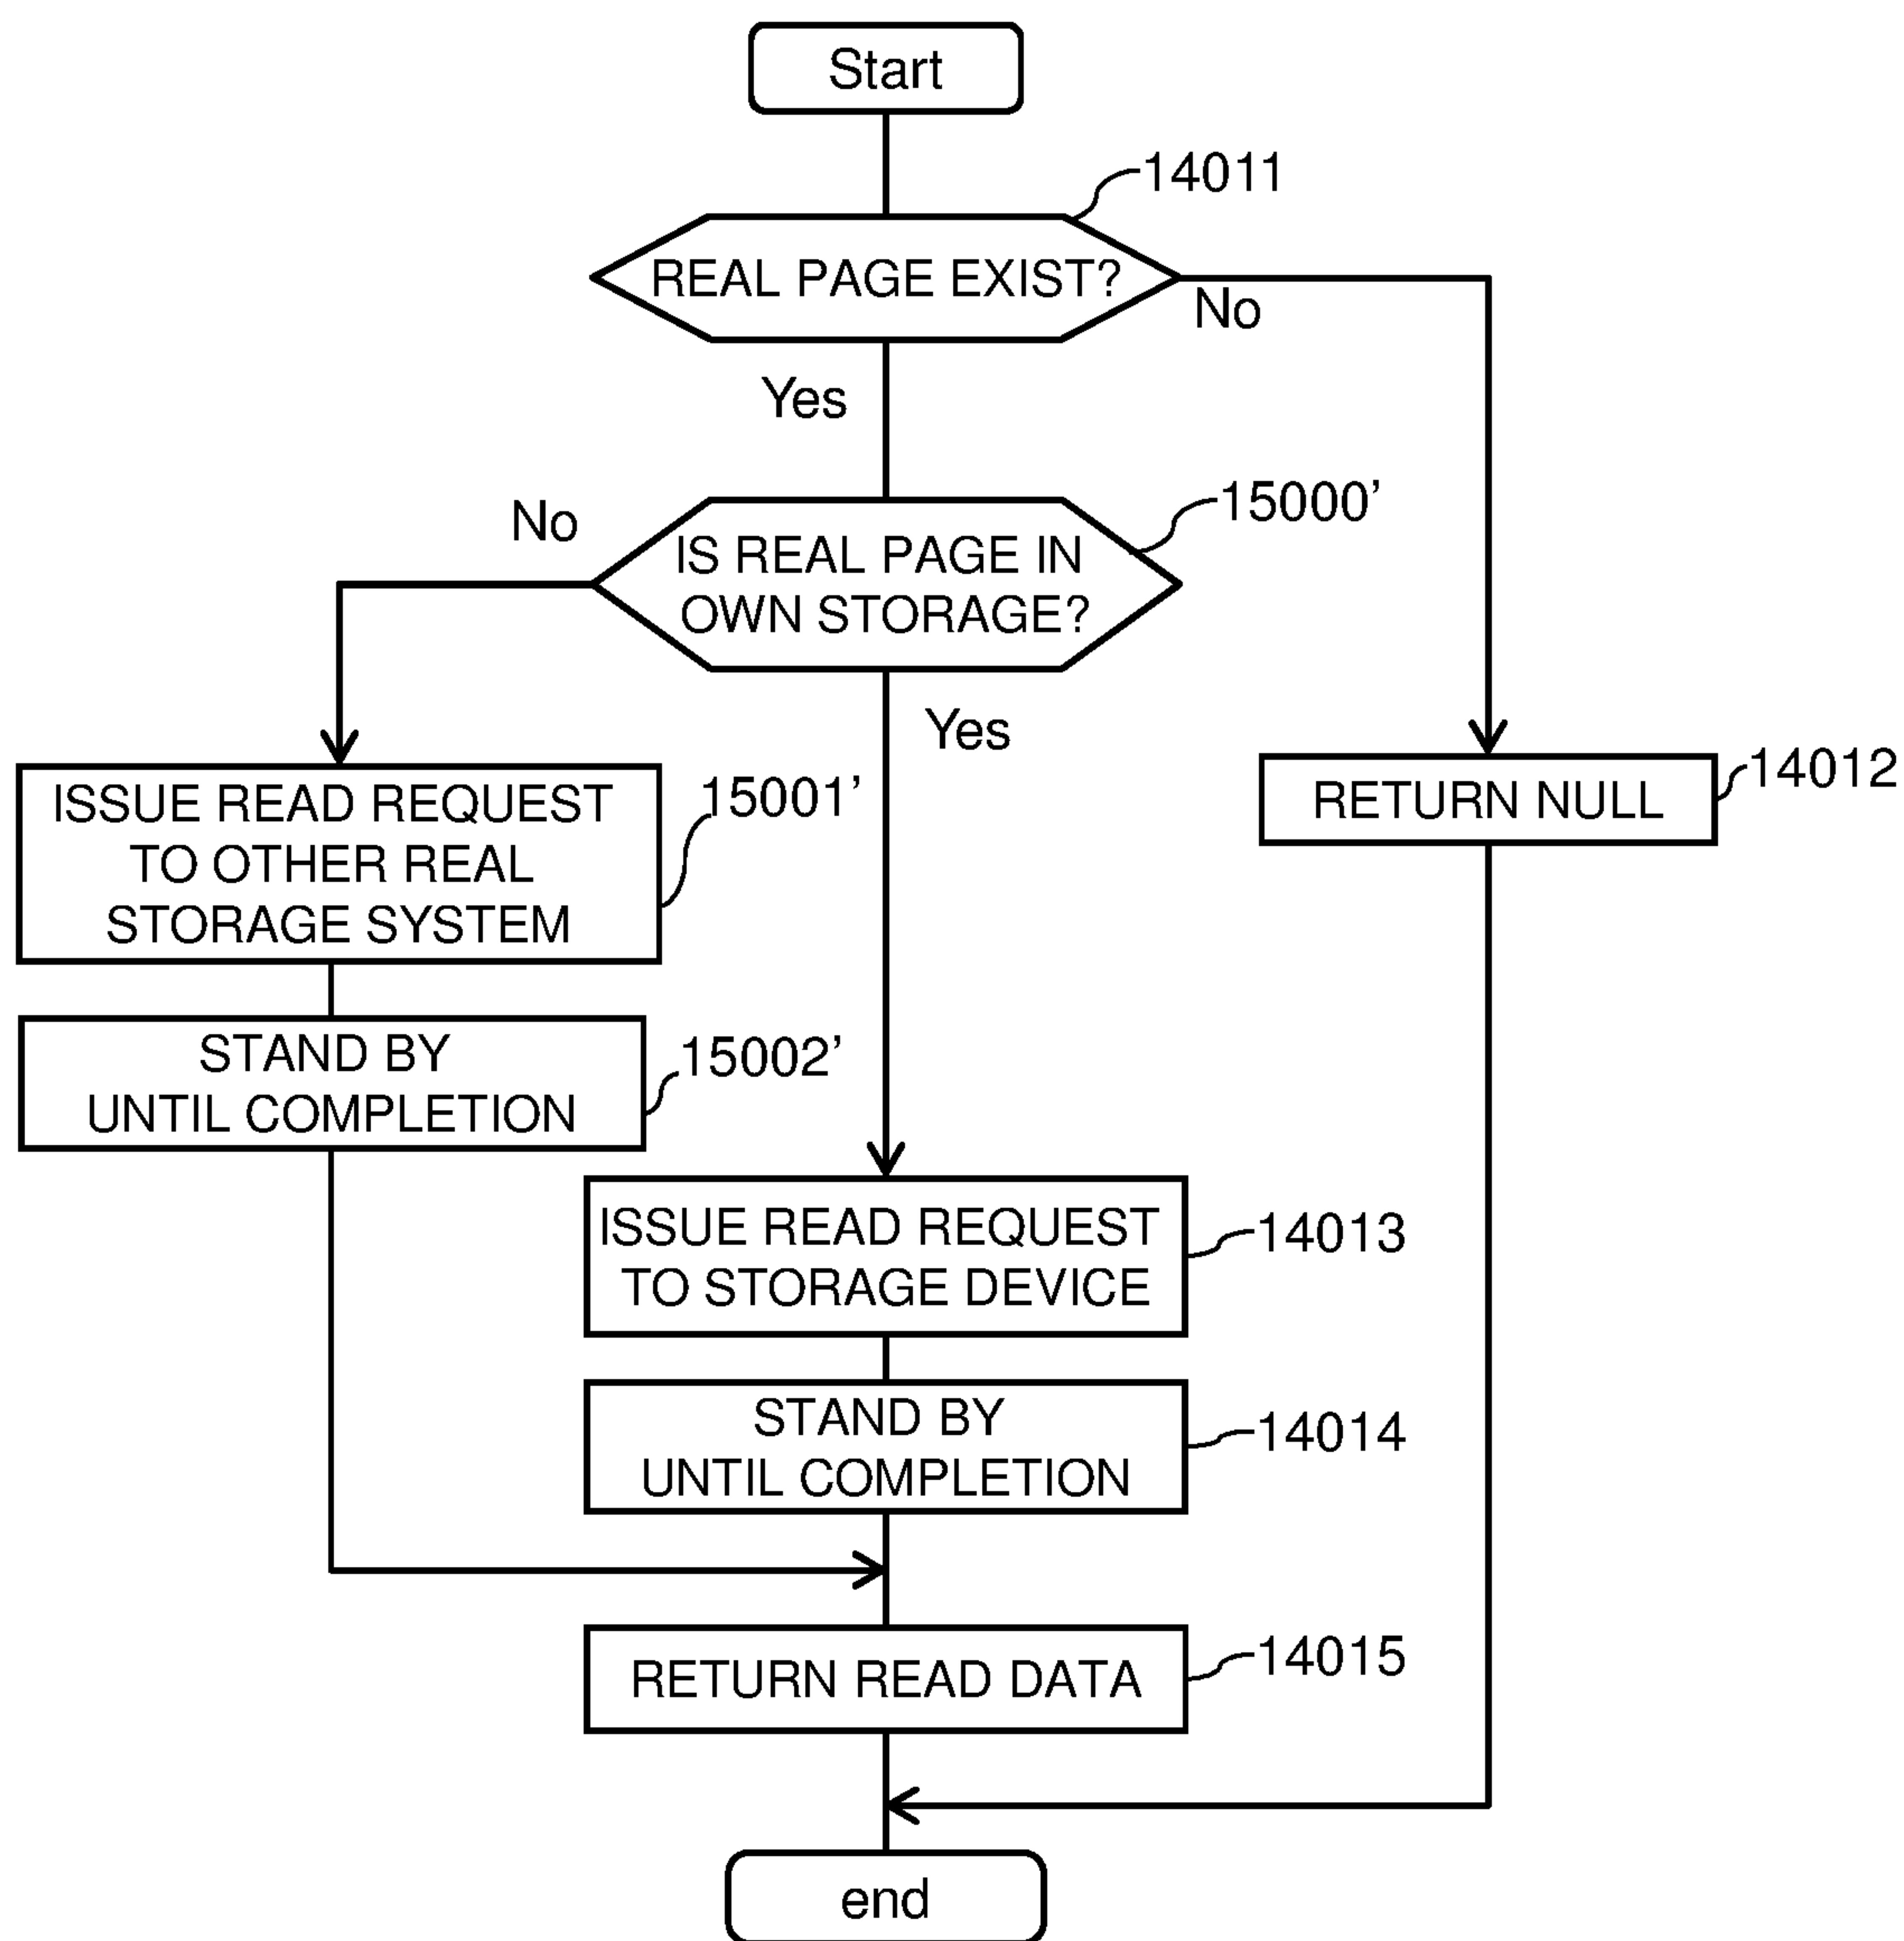 Start
14011
REAL PAGE EXIST?
No
Yes
15000’
No
IS REAL PAGE IN
OWN STORAGE?
Yes
14012
RETURN NULL
15001’
ISSUE READ REQUEST
TO OTHER REAL
STORAGE SYSTEM
15002’
STAND BY
UNTIL COMPLETION
ISSUE READ REQUEST
TO STORAGE DEVICE
14013
STAND BY
UNTIL COMPLETION
14014
RETURN READ DATA
14015
end